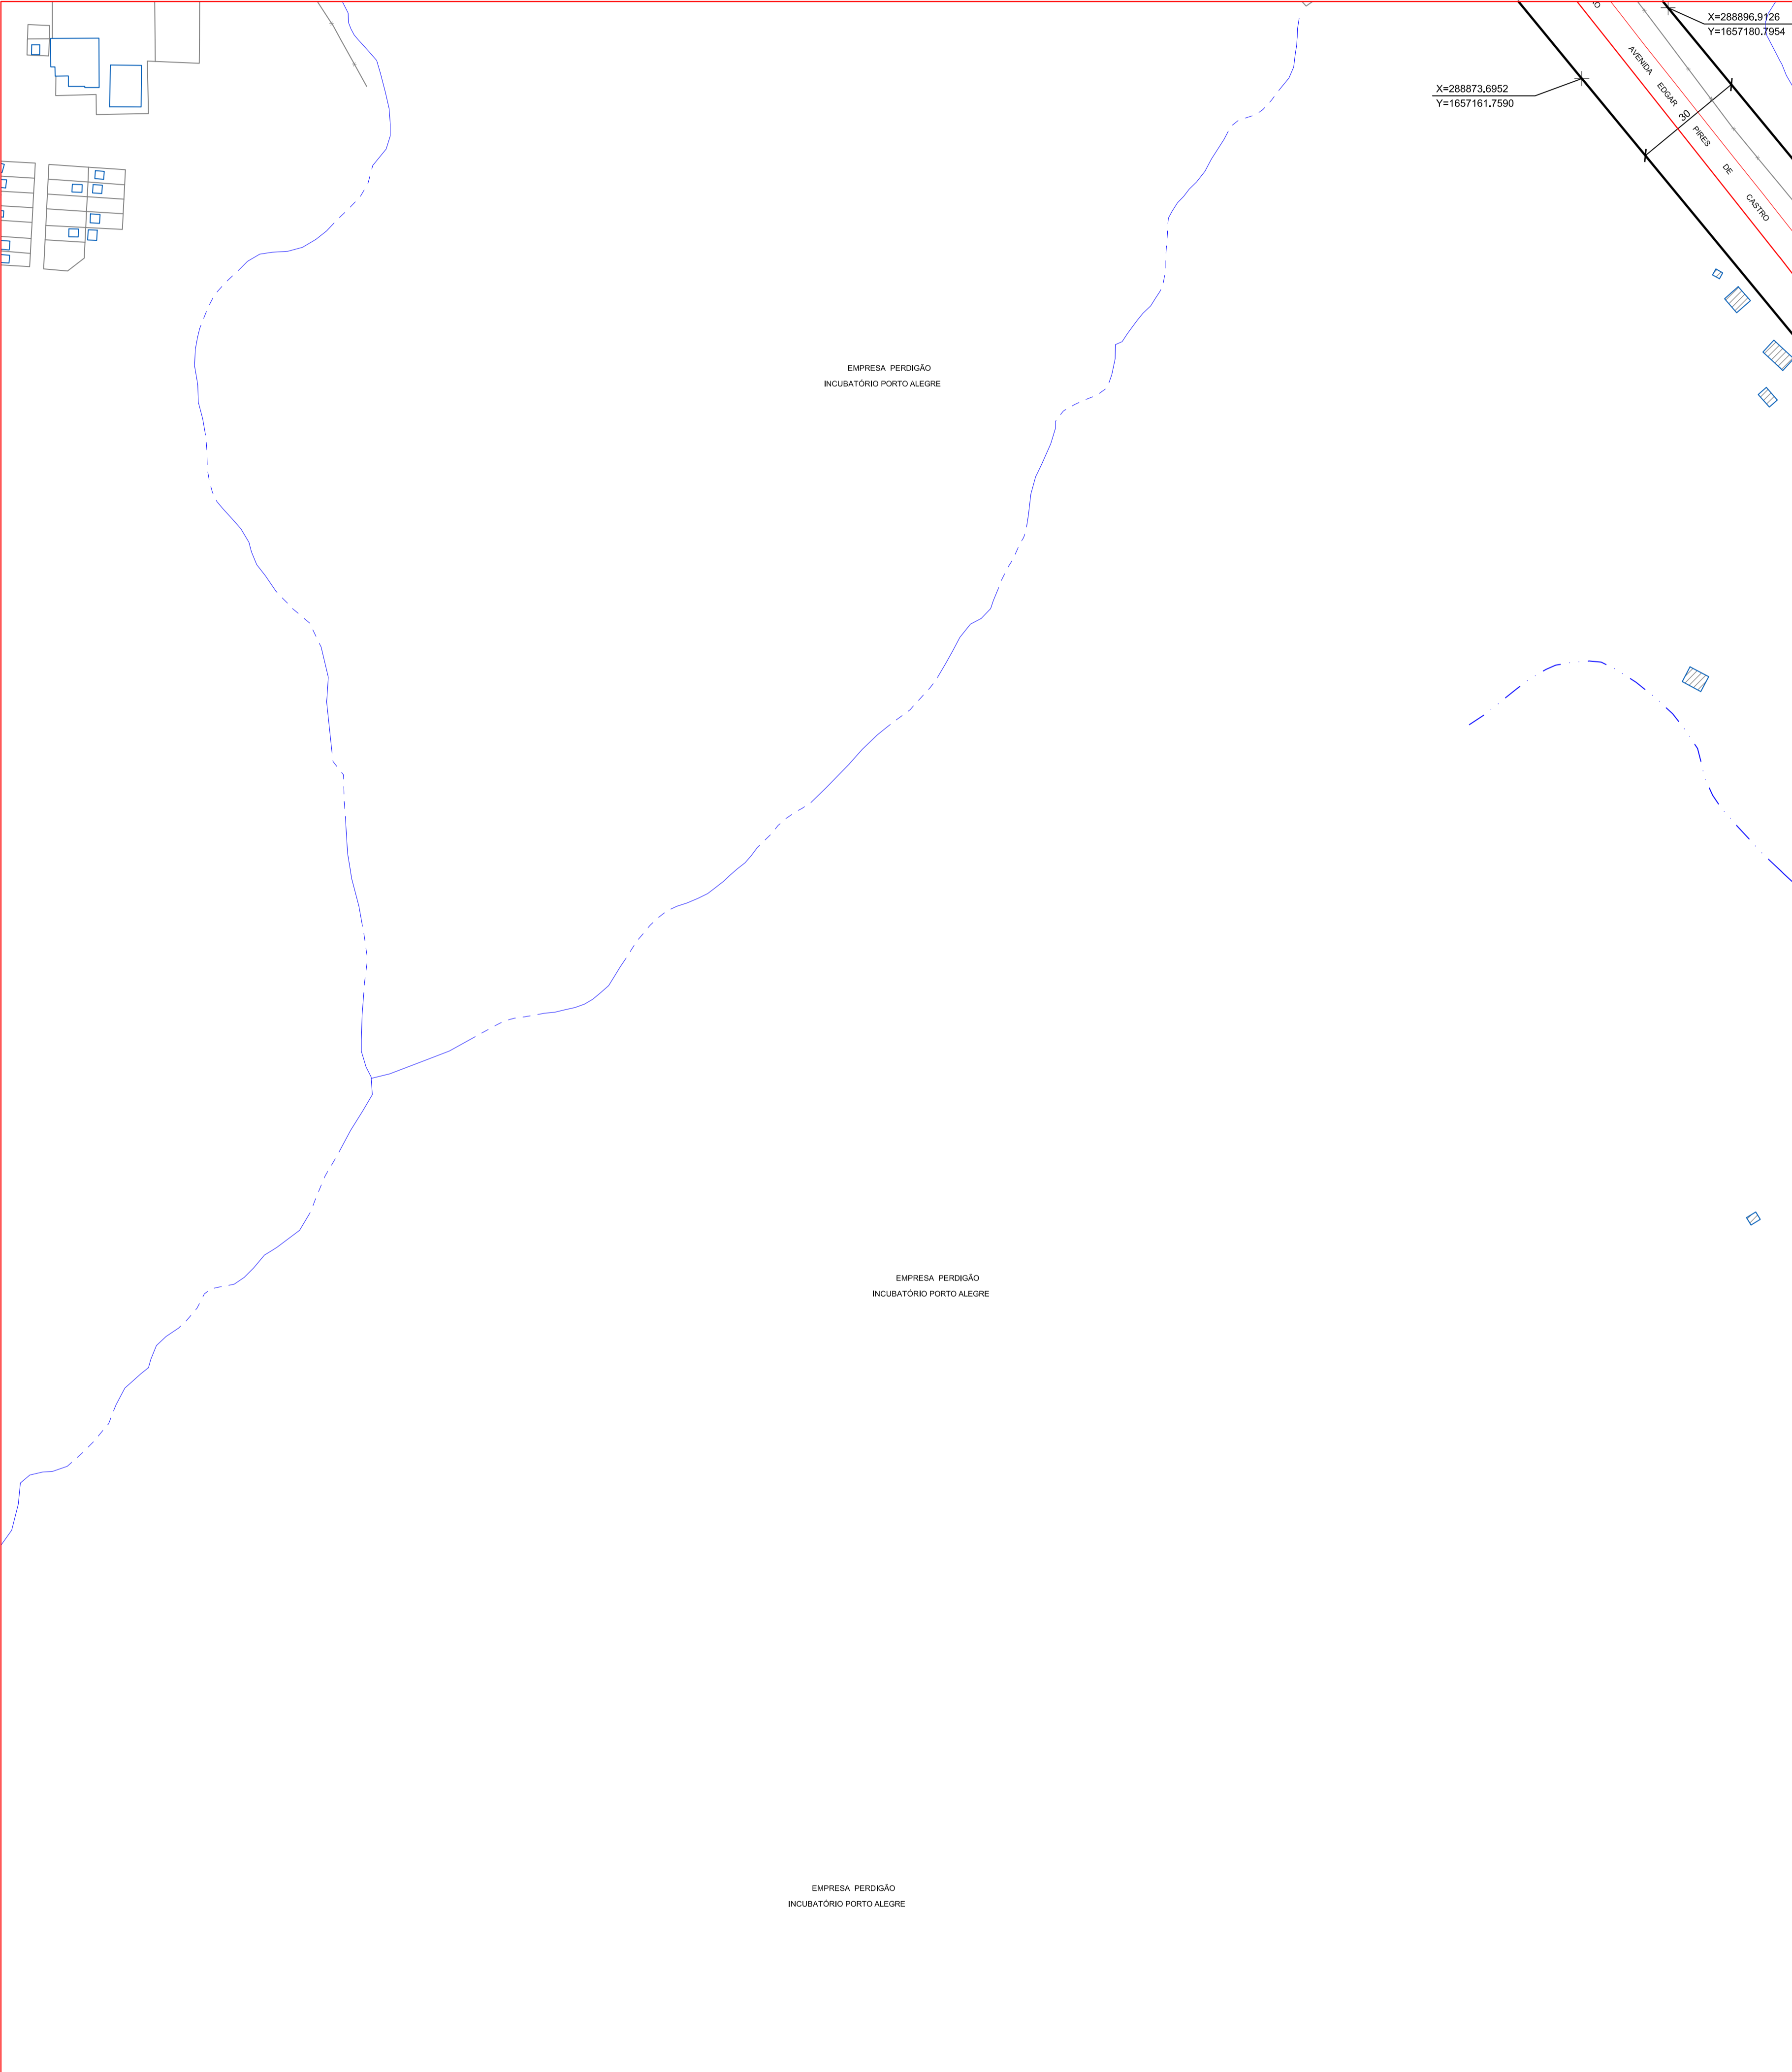 X=288896.9126
Y=1657180.7954
X=288873.6952
Y=1657161.7590
AVENIDA EDGAR PIRES DE CASTRO
30
EMPRESA PERDIGÃO
INCUBATÓRIO PORTO ALEGRE
EMPRESA PERDIGÃO
INCUBATÓRIO PORTO ALEGRE
EMPRESA PERDIGÃO
INCUBATÓRIO PORTO ALEGRE